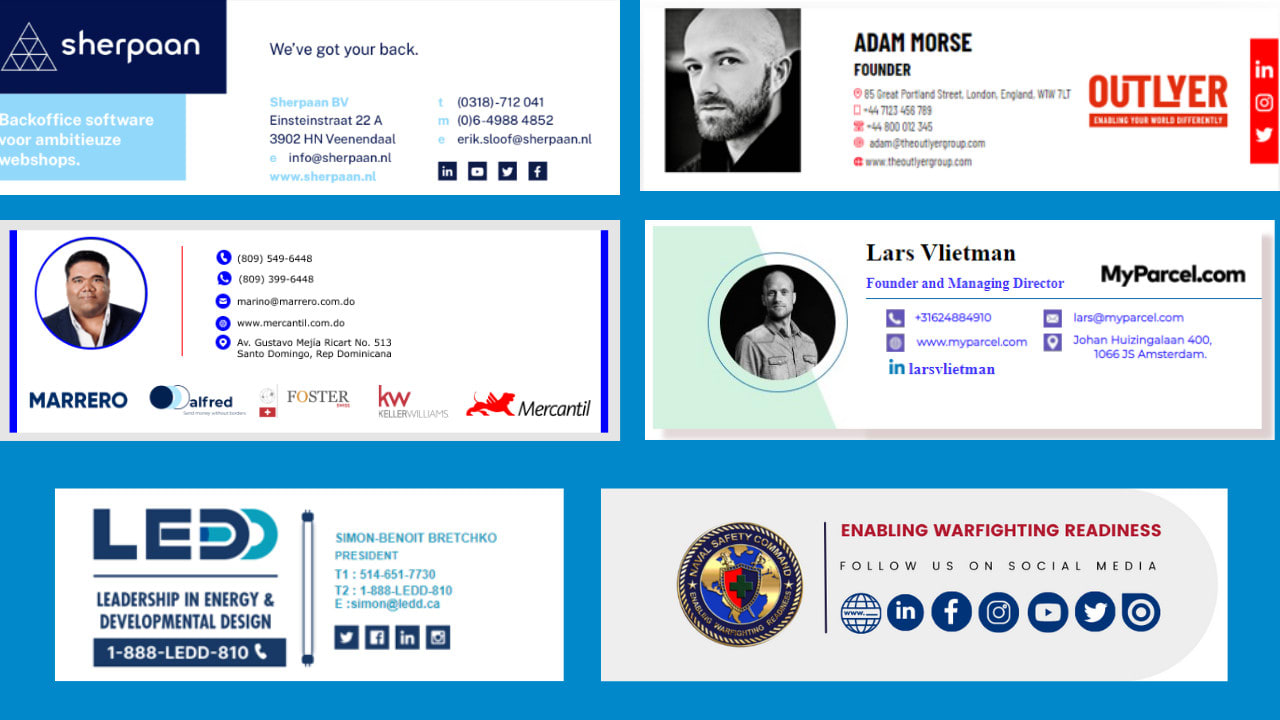 sherpaan
Backoffice software
voor ambitieuze
webshops.
We've got your back.
Sherpaan BV
Einsteinstraat 22 A
3902 HN Veenendaal
e info@sherpaan.nl
www.sherpaan.nl
t (0318)-712 041
m (0)6-4988 4852
e erik.sloof@sherpaan.nl
ADAM MORSE
FOUNDER
85 Great Portland Street, London, England, W1W 7LT
+44 7123 456 789
+44 800 012 345
adam@theoutlyergroup.com
www.theoutlyergroup.com
OUTLYER
ENABLING YOUR WORLD DIFFERENTLY
(809) 549-6448
(809) 399-6448
marino@marrero.com.do
www.mercantil.com.do
Av. Gustavo Mejía Ricart No. 513
Santo Domingo, Rep Dominicana
MARRERO
alfred
Send money without borders
FOSTER
SWISS
kw
KELLERWILLIAMS.
Mercantil
Lars Vlietman
Founder and Managing Director
MyParcel.com
+31624884910
www.myparcel.com
in larsvlietman
lars@myparcel.com
Johan Huizingalaan 400,
1066 JS Amsterdam.
LEDD
LEADERSHIP IN ENERGY &
DEVELOPMENTAL DESIGN
1-888-LEDD-810
SIMON-BENOIT BRETCHKO
PRESIDENT
T1 : 514-651-7730
T2 : 1-888-LEDD-810
E :simon@ledd.ca
NAVAL SAFETY COMMAND
ENABLING WARFIGHTING READINESS
ENABLING WARFIGHTING READINESS
FOLLOW US ON SOCIAL MEDIA
www.